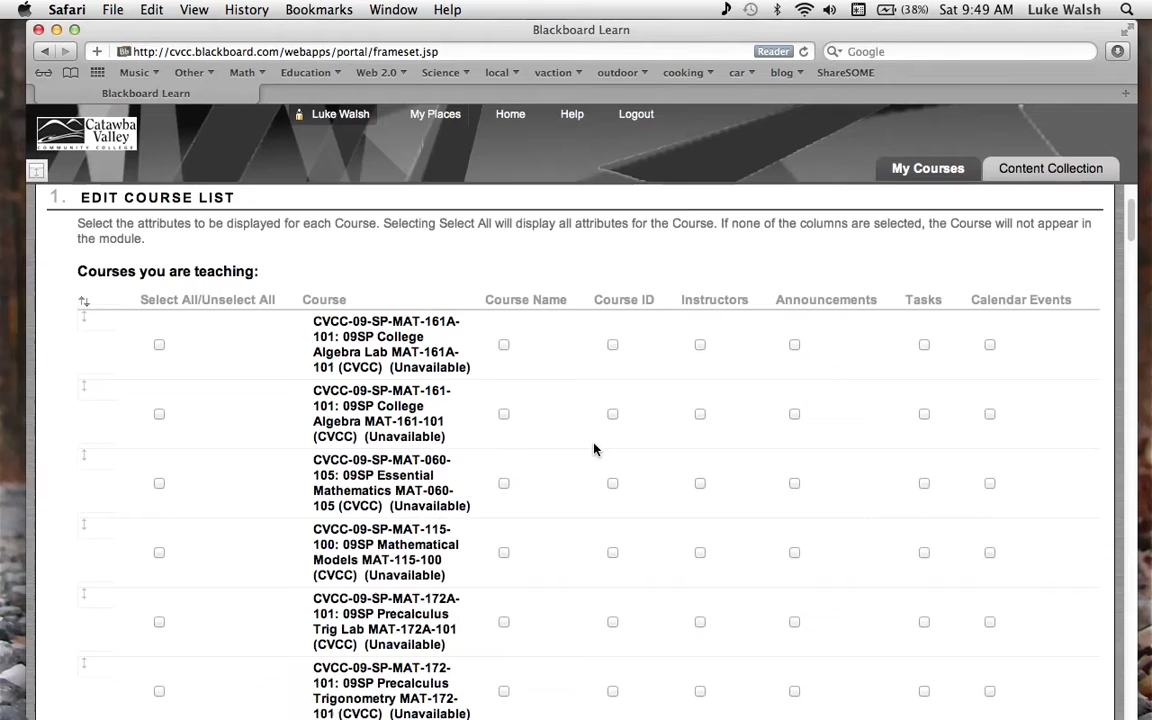 Safari File Edit View History Bookmarks Window Help (38%) Sat 9:49 AM Luke Walsh
Blackboard Learn
http://cvcc.blackboard.com/webapps/portal/frameset.jsp Reader Google
Music Other Math Education Web 2.0 Science local vaction outdoor cooking car blog ShareSOME
Blackboard Learn
Luke Walsh My Places Home Help Logout
Catawba
Valley
COMMUNITY COLLEGE
My Courses Content Collection
1. EDIT COURSE LIST
Select the attributes to be displayed for each Course. Selecting Select All will display all attributes for the Course. If none of the columns are selected, the Course will not appear in
the module.
Courses you are teaching:
Select All/Unselect All Course Course Name Course ID Instructors Announcements Tasks Calendar Events
CVCC-09-SP-MAT-161A-
101: 09SP College
Algebra Lab MAT-161A-
101 (CVCC) (Unavailable)
CVCC-09-SP-MAT-161-
101: 09SP College
Algebra MAT-161-101
(CVCC) (Unavailable)
CVCC-09-SP-MAT-060-
105: 09SP Essential
Mathematics MAT-060-
105 (CVCC) (Unavailable)
CVCC-09-SP-MAT-115-
100: 09SP Mathematical
Models MAT-115-100
(CVCC) (Unavailable)
CVCC-09-SP-MAT-172A-
101: 09SP Precalculus
Trig Lab MAT-172A-101
(CVCC) (Unavailable)
CVCC-09-SP-MAT-172-
101: 09SP Precalculus
Trigonometry MAT-172-
101 (CVCC) (Unavailable)